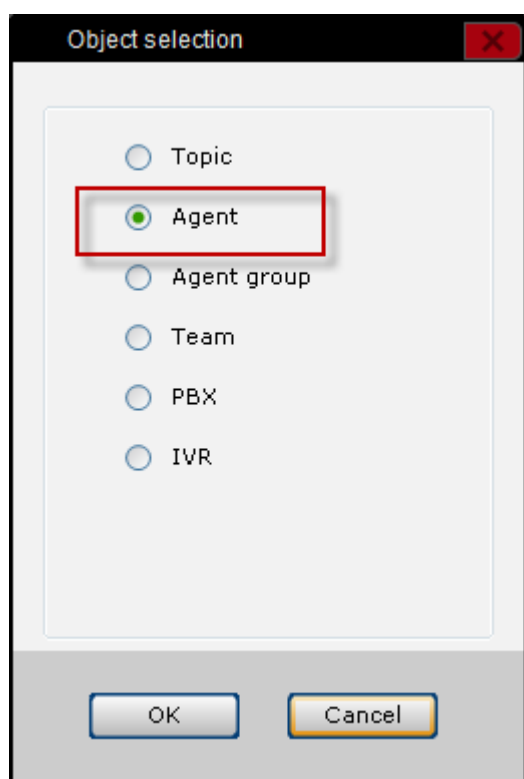 Object selection
Topic
Agent
Agent group
Team
PBX
IVR
OK Cancel